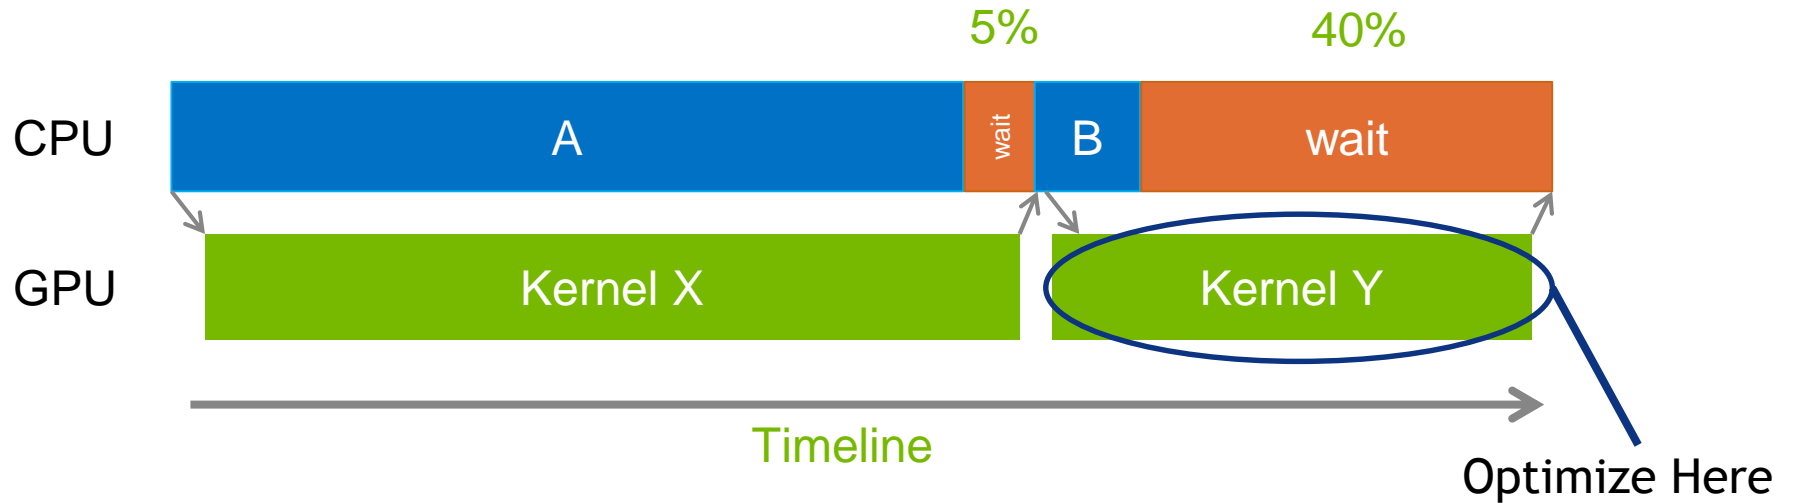 5%
40%
CPU
A
wait
B
wait
GPU
Kernel X
Kernel Y
Timeline
Optimize Here